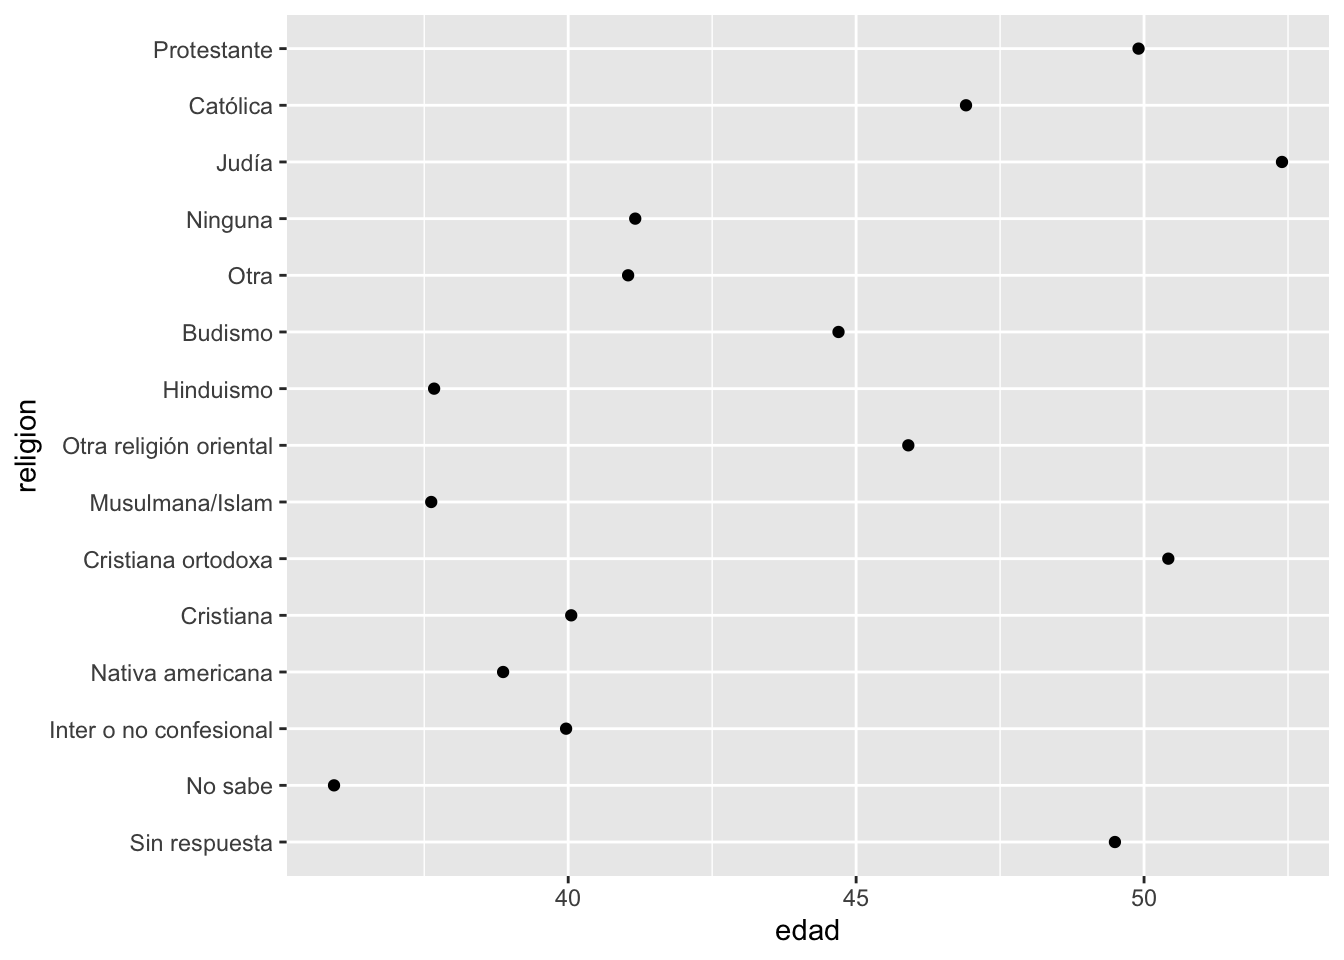 Protestante
Católica
Judía
Ninguna
Otra
Budismo
Hinduismo
Otra religión oriental
Musulmana/Islam
Cristiana ortodoxa
Cristiana
Nativa americana
Inter o no confesional
No sabe
Sin respuesta
religion
40 45 50
edad